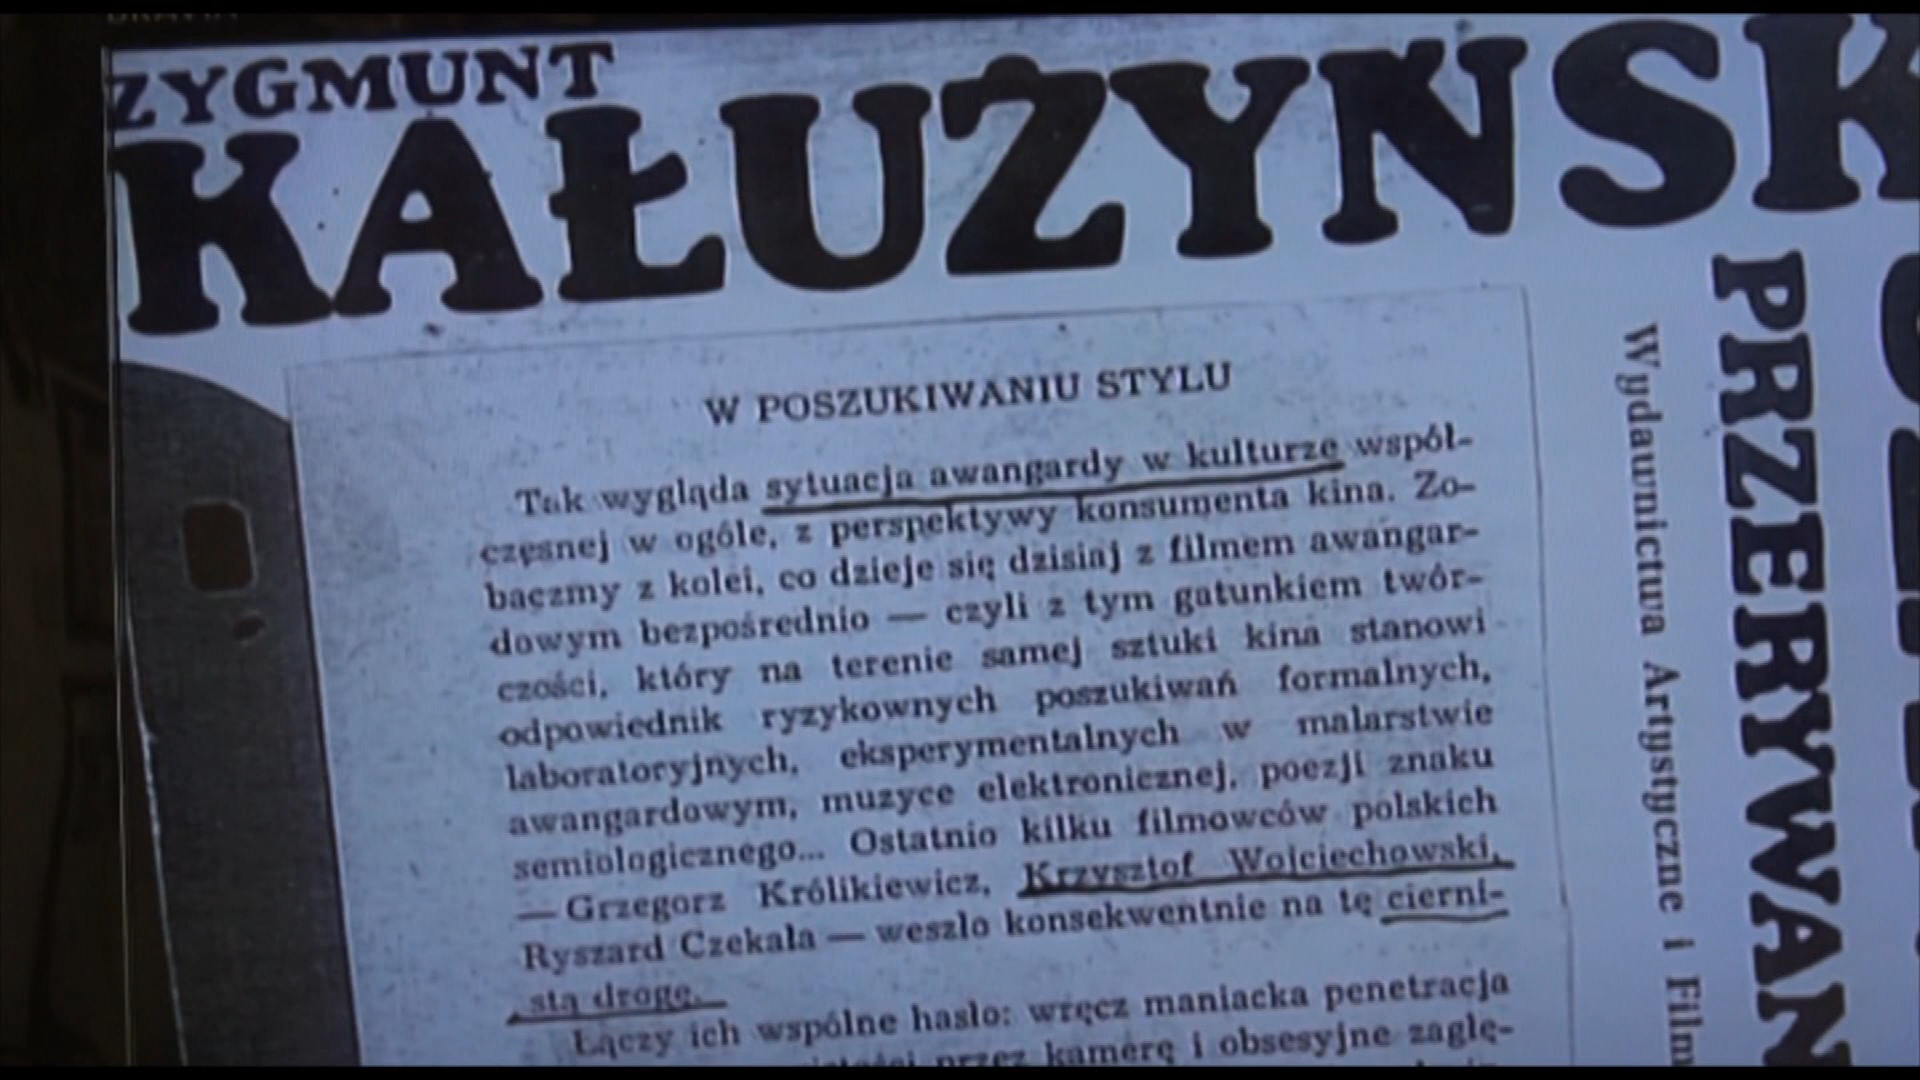 ZYGMUNT
KAŁUŻYŃSK
W POSZUKIWANIU STYLU
Tak wygląda sytuacja awangardy w kulturze współ-
czesnej w ogóle, z perspektywy konsumenta kina. Zo-
baczmy z kolei, co dzieje się dzisiaj z filmem awangar-
dowym bezpośrednio — czyli z tym gatunkiem twór-
czości, który na terenie samej sztuki kina stanowi
odpowiednik ryzykownych poszukiwań formalnych,
laboratoryjnych, eksperymentalnych w malarstwie
awangardowym, muzyce elektronicznej, poezji znaku
semiologicznego... Ostatnio kilku filmowców polskich
— Grzegorz Królikiewicz, Krzysztof Wojciechowski,
Ryszard Czekała — weszło konsekwentnie na tę cierni-
stą drogę.
Łączy ich wspólne hasło: wręcz maniacka penetracja
przez kamerę i obsesyjne zagłę-
Wydawnictwa Artystyczne i Film
PRZERYWAN